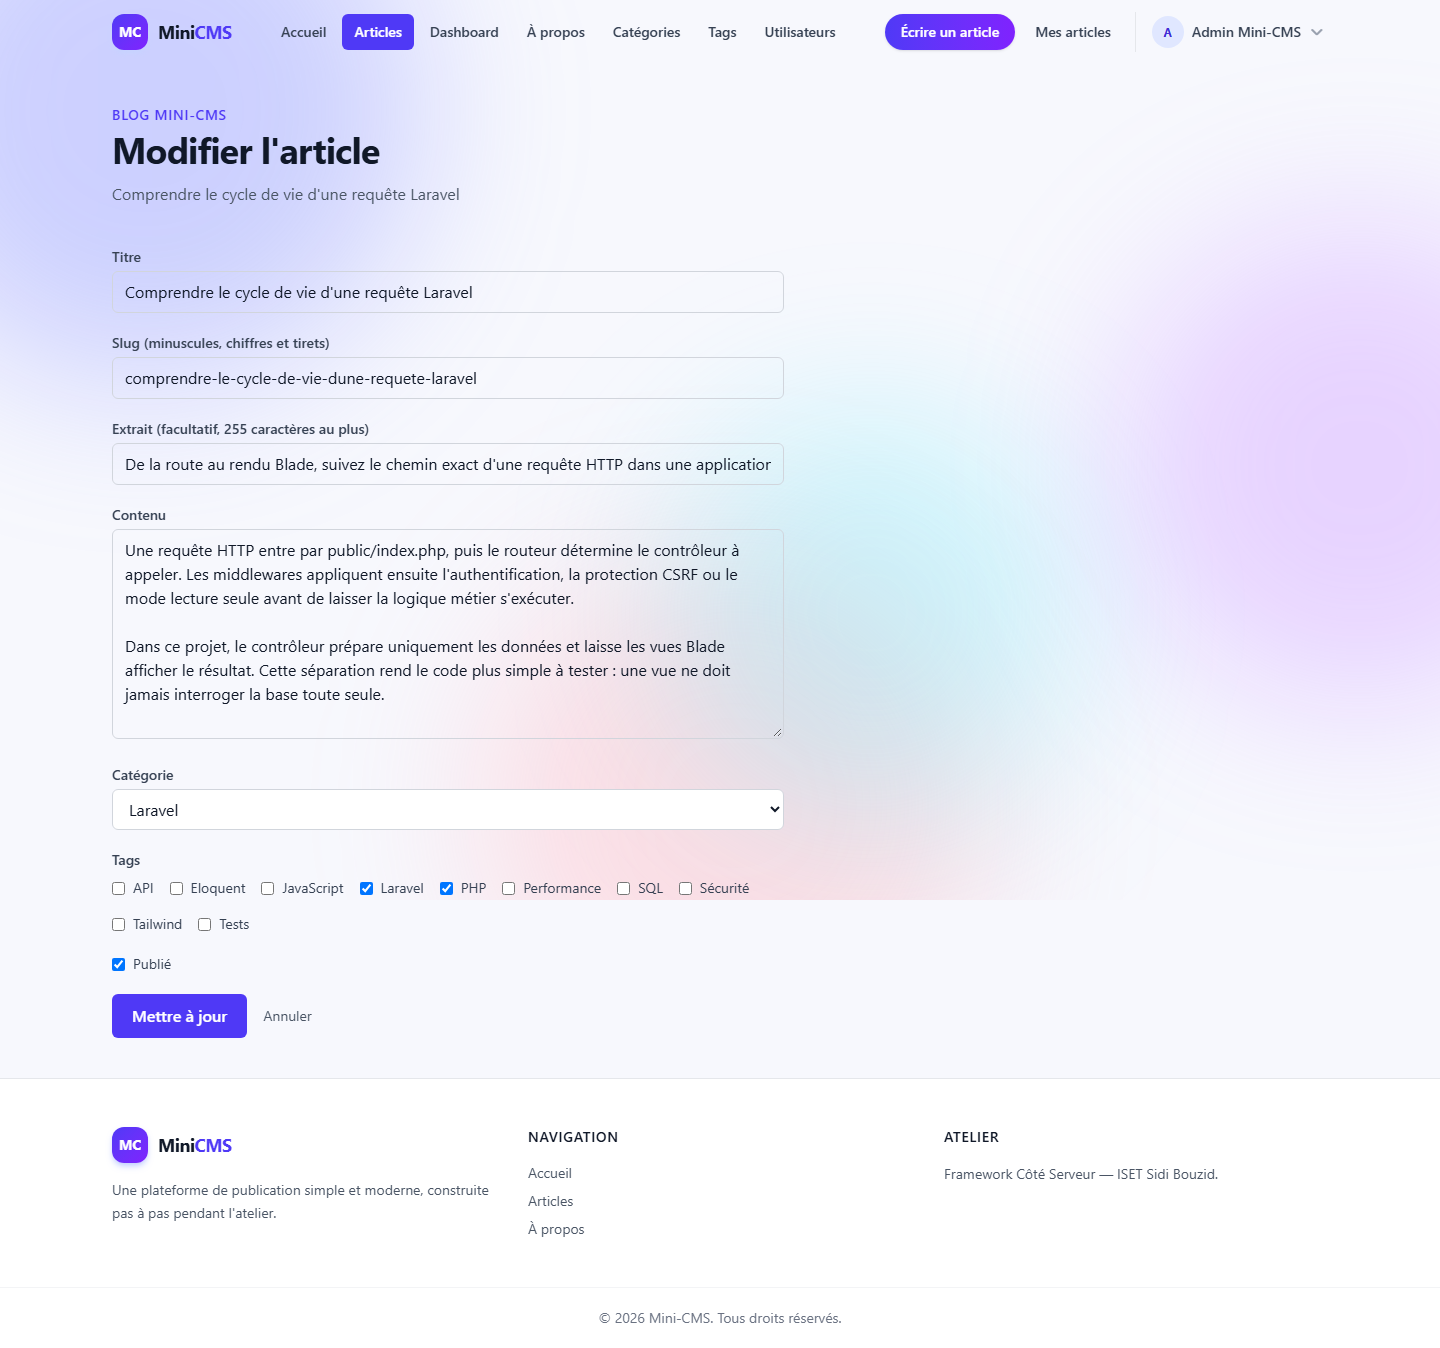 MC MiniCMS Accueil Articles Dashboard À propos Catégories Tags Utilisateurs Écrire un article Mes articles A Admin Mini-CMS
BLOG MINI-CMS
Modifier l'article
Comprendre le cycle de vie d'une requête Laravel
Titre
Comprendre le cycle de vie d'une requête Laravel
Slug (minuscules, chiffres et tirets)
comprendre-le-cycle-de-vie-dune-requete-laravel
Extrait (facultatif, 255 caractères au plus)
De la route au rendu Blade, suivez le chemin exact d'une requête HTTP dans une application
Contenu
Une requête HTTP entre par public/index.php, puis le routeur détermine le contrôleur à
appeler. Les middlewares appliquent ensuite l'authentification, la protection CSRF ou le
mode lecture seule avant de laisser la logique métier s'exécuter.
Dans ce projet, le contrôleur prépare uniquement les données et laisse les vues Blade
afficher le résultat. Cette séparation rend le code plus simple à tester : une vue ne doit
jamais interroger la base toute seule.
Catégorie
Laravel
Tags
API Eloquent JavaScript Laravel PHP Performance SQL Sécurité
Tailwind Tests
Publié
Mettre à jour Annuler
MC MiniCMS
Une plateforme de publication simple et moderne, construite
pas à pas pendant l'atelier.
NAVIGATION
Accueil
Articles
À propos
ATELIER
Framework Côté Serveur — ISET Sidi Bouzid.
© 2026 Mini-CMS. Tous droits réservés.